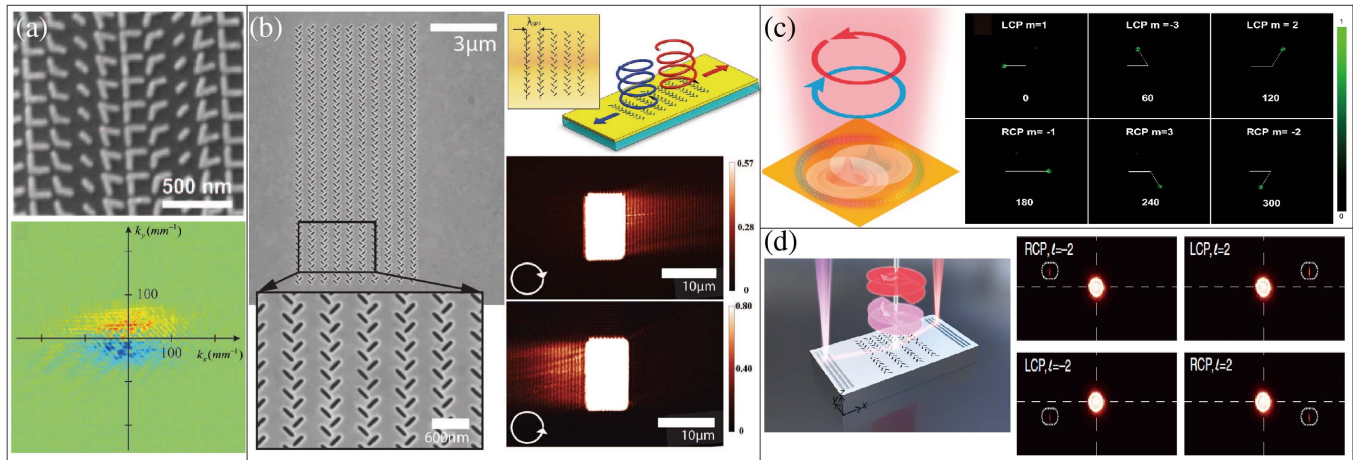 (a)
500 nm
k_y(mm⁻¹)
100
100
k_x(mm⁻¹)
(b)
3μm
600nm
λ_SPP
0.57
0.28
0
10μm
0.80
0.40
0
10μm
(c)
LCP m=1
0
LCP m= -3
60
LCP m = 2
120
RCP m= -1
180
RCP m=3
240
RCP m= -2
300
1
0
(d)
X
RCP, ℓ=−2
LCP, ℓ=2
LCP, ℓ=−2
RCP, ℓ=2